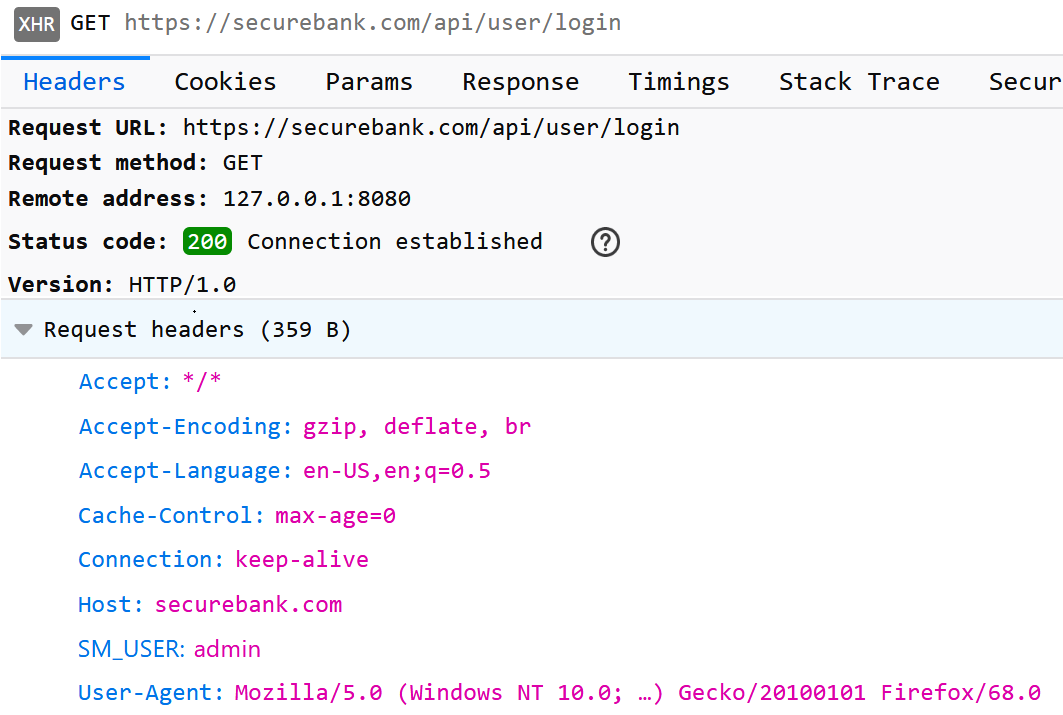 XHR GET https://securebank.com/api/user/login
Headers Cookies Params Response Timings Stack Trace Secur
Request URL: https://securebank.com/api/user/login
Request method: GET
Remote address: 127.0.0.1:8080
Status code: 200 Connection established ?
Version: HTTP/1.0
Request headers (359 B)
Accept: */*
Accept-Encoding: gzip, deflate, br
Accept-Language: en-US,en;q=0.5
Cache-Control: max-age=0
Connection: keep-alive
Host: securebank.com
SM_USER: admin
User-Agent: Mozilla/5.0 (Windows NT 10.0; …) Gecko/20100101 Firefox/68.0